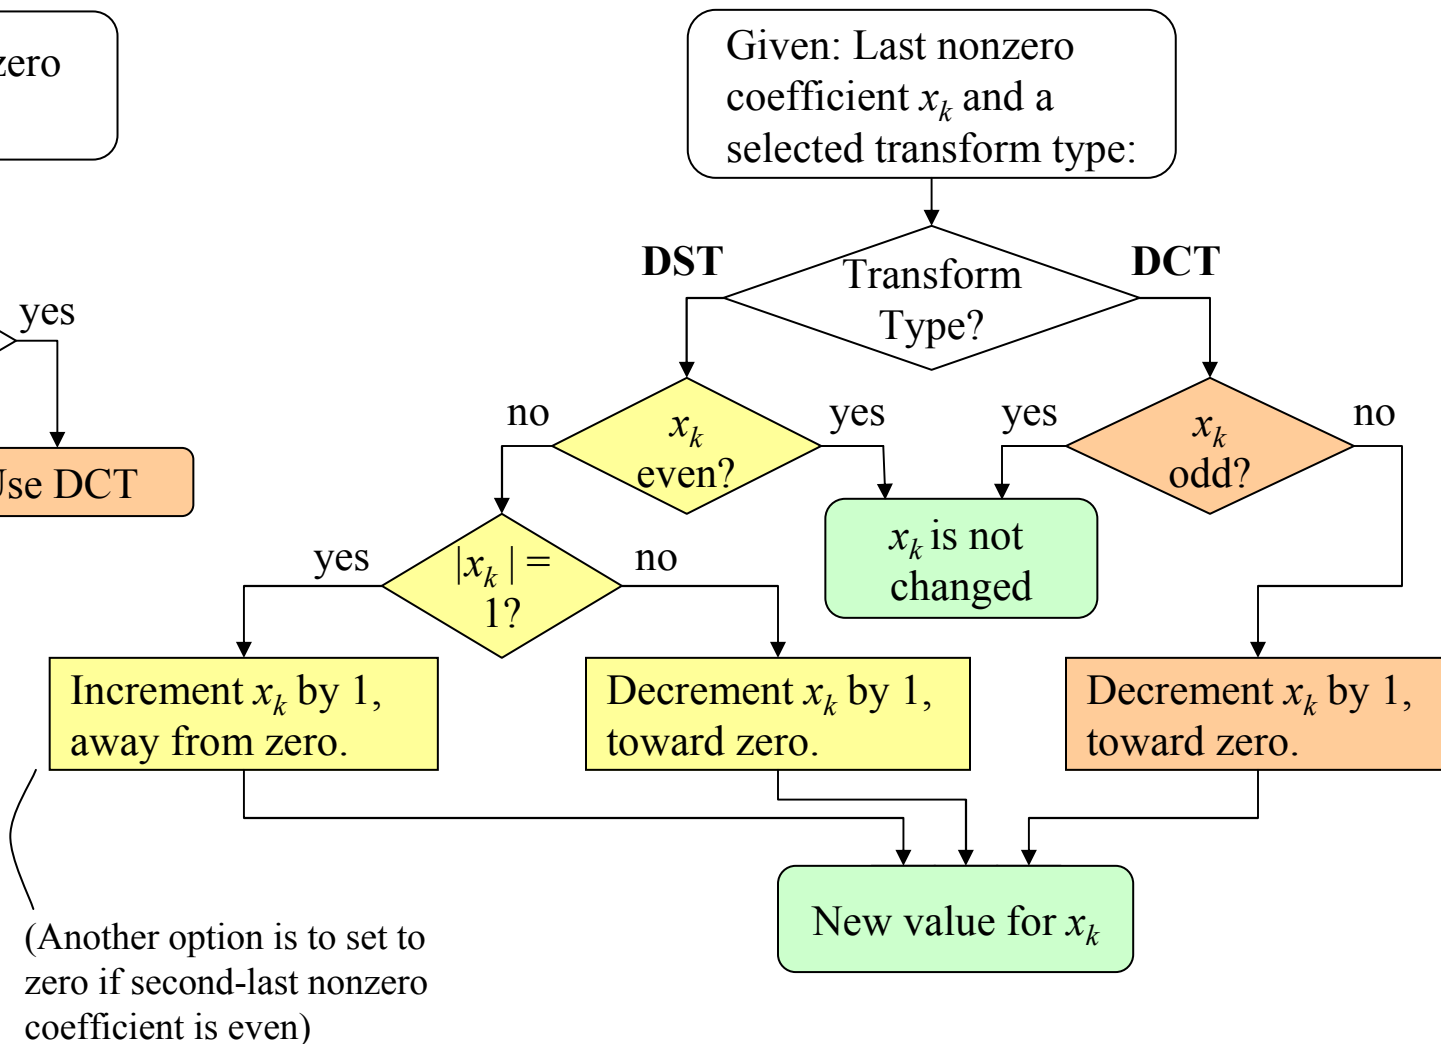 Given: Last nonzero
coefficient xₖ and a
selected transform type:
DST
DCT
Transform
Type?
yes
no
xₖ
even?
yes
yes
xₖ
odd?
no
Use DCT
xₖ is not
changed
yes
|xₖ| =
1?
no
Increment xₖ by 1,
away from zero.
Decrement xₖ by 1,
toward zero.
Decrement xₖ by 1,
toward zero.
New value for xₖ
(Another option is to set to
zero if second-last nonzero
coefficient is even)